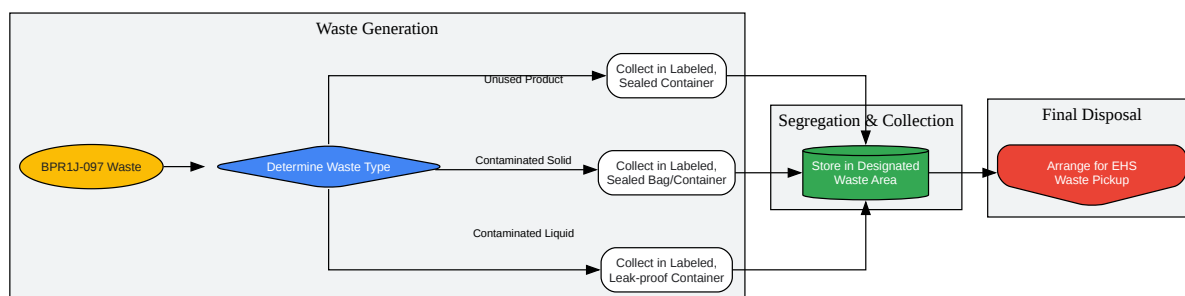 Waste Generation
BPR1J-097 Waste
Determine Waste Type
Unused Product
Collect in Labeled,
Sealed Container
Contaminated Solid
Collect in Labeled,
Sealed Bag/Container
Contaminated Liquid
Collect in Labeled,
Leak-proof Container
Segregation & Collection
Store in Designated
Waste Area
Final Disposal
Arrange for EHS
Waste Pickup